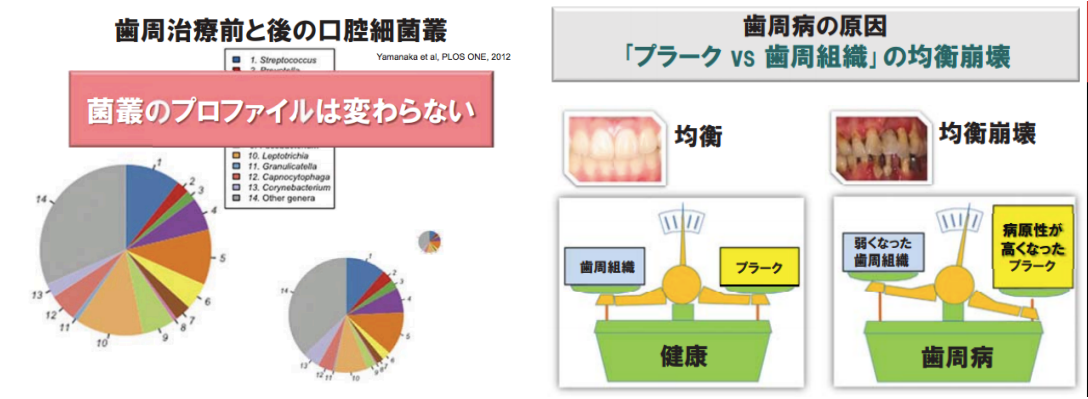 歯周治療前と後の口腔細菌叢
Yamanaka et al, PLOS ONE, 2012
1. Streptococcus
菌叢のプロファイルは変わらない
10. Leptotrichia
11. Granulicatella
12. Capnocytophaga
13. Corynebacterium
14. Other genera
1
2
3
4
5
6
7
8
9
10
11
12
13
14
1
2
3
4
5
10
11
12
13
14
歯周病の原因
「プラーク vs 歯周組織」の均衡崩壊
均衡
均衡崩壊
歯周組織
プラーク
健康
弱くなった
歯周組織
病原性が
高くなった
プラーク
歯周病